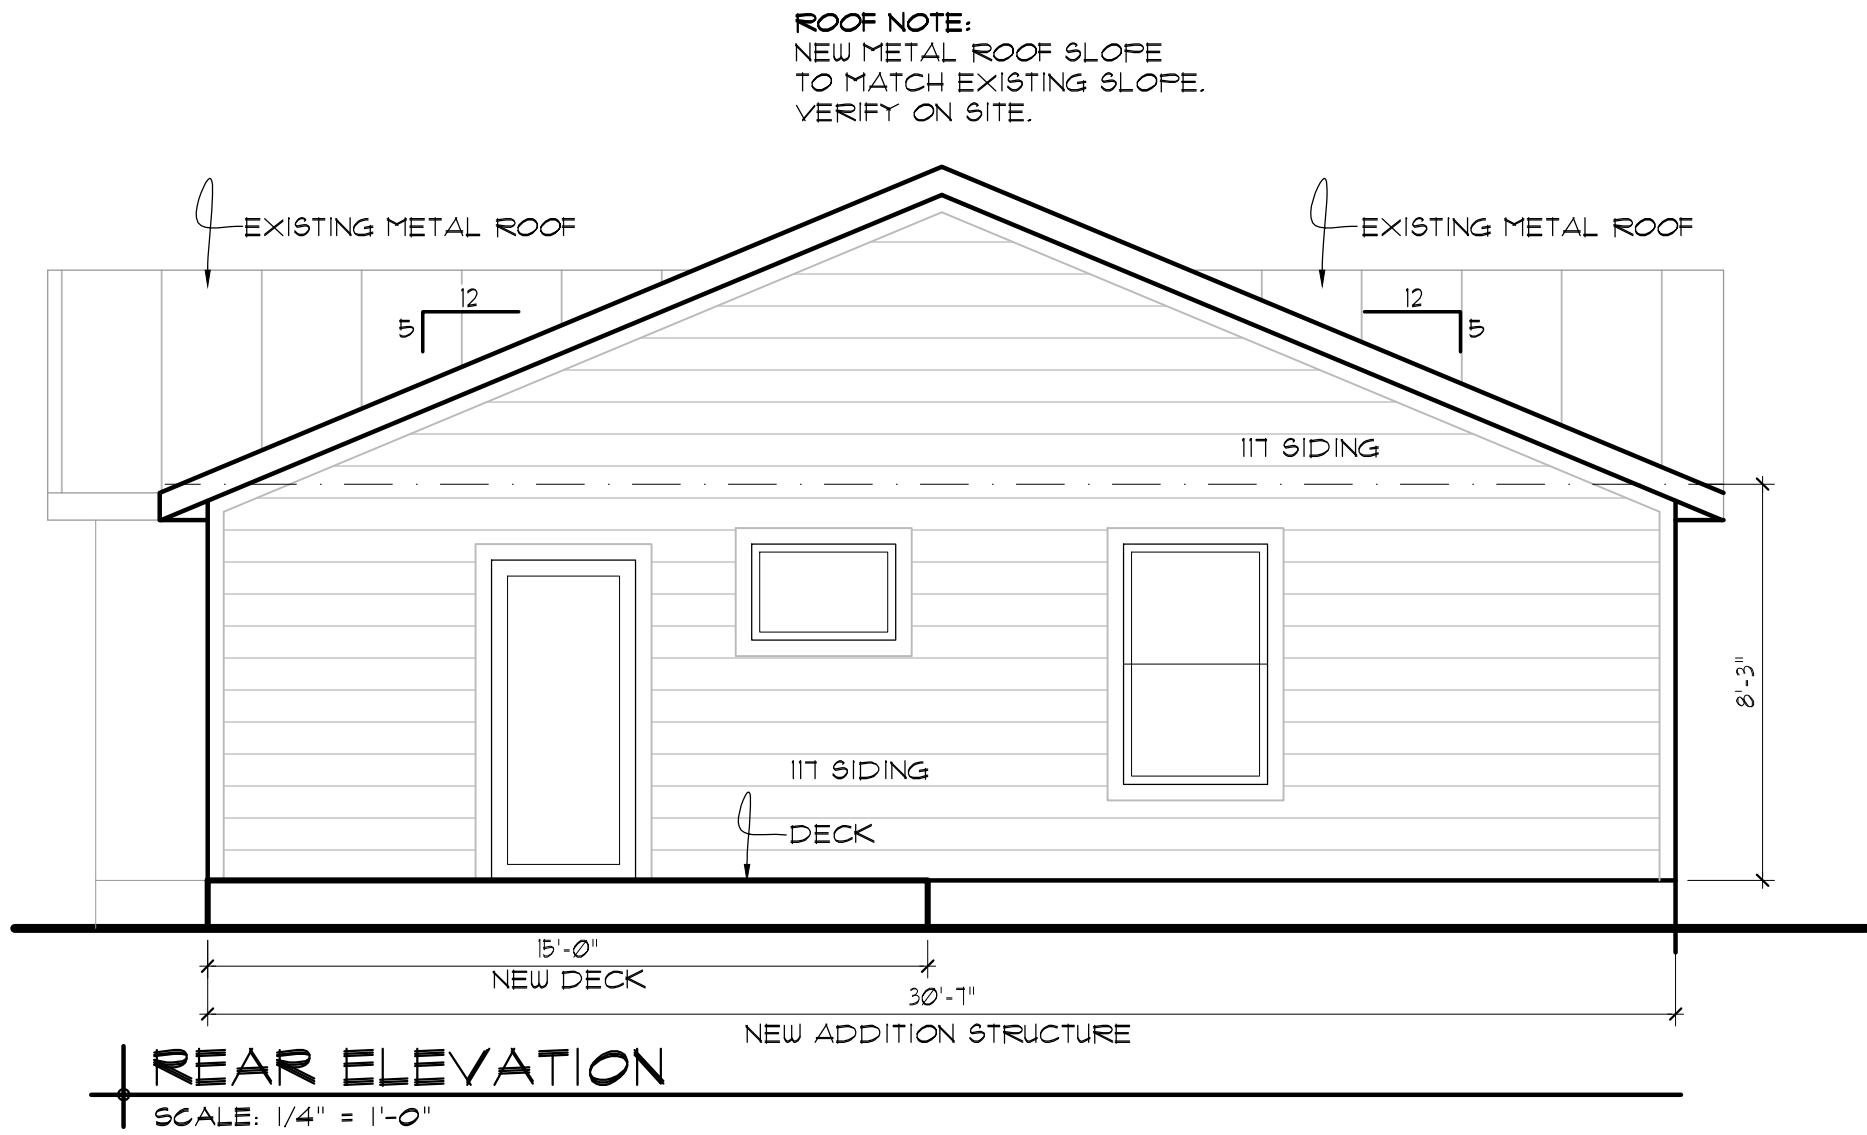 ROOF NOTE:
NEW METAL ROOF SLOPE
TO MATCH EXISTING SLOPE.
VERIFY ON SITE.
EXISTING METAL ROOF
EXISTING METAL ROOF
12
5
12
5
117 SIDING
8'-3"
117 SIDING
DECK
15'-0"
NEW DECK
30'-7"
NEW ADDITION STRUCTURE
REAR ELEVATION
SCALE: 1/4" = 1'-0"